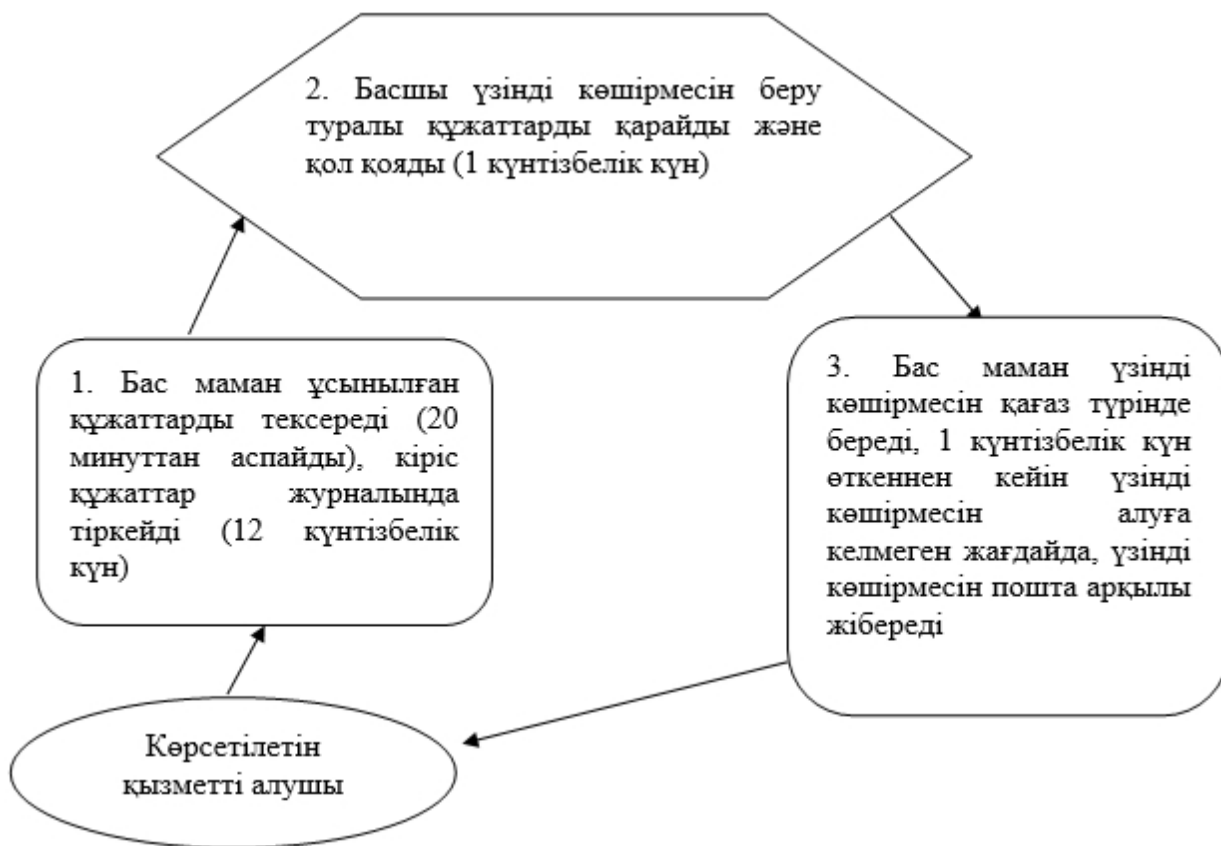 2. Басшы үзінді көшірмесін беру
туралы құжаттарды қарайды және
қол қояды (1 күнтізбелік күн)
1. Бас маман ұсынылған
құжаттарды тексереді (20
минуттан аспайды), кіріс
құжаттар журналында
тіркейді (12 күнтізбелік
күн)
3. Бас маман үзінді
көшірмесін қағаз түрінде
береді, 1 күнтізбелік күн
өткеннен кейін үзінді
көшірмесін алуға
келмеген жағдайда, үзінді
көшірмесін пошта арқылы
жібереді
Көрсетілетін
қызметті алушы